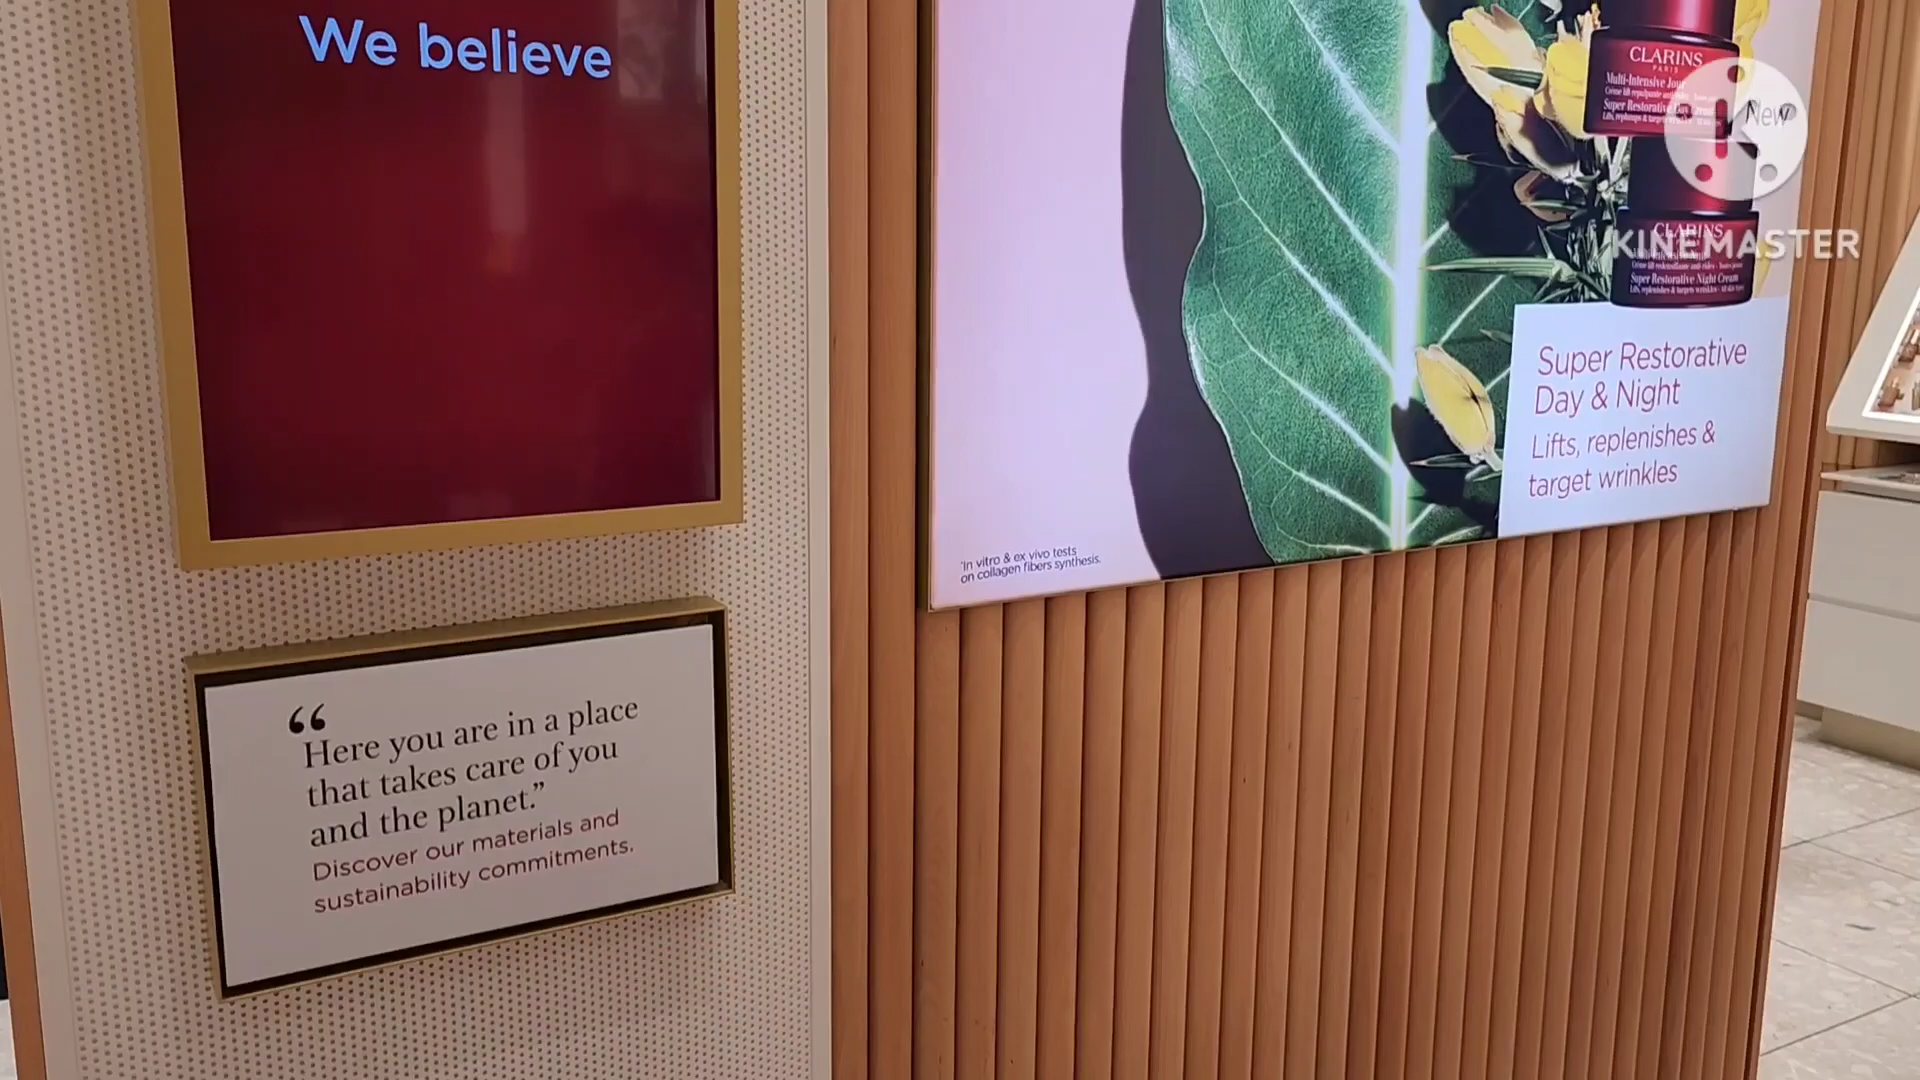 We believe
“
Here you are in a place
that takes care of you
and the planet.”
Discover our materials and
sustainability commitments.
CLARINS
PARIS
Multi-Intensive Jour
Super Restorative Day Cream
New
KINEMASTER
CLARINS
Super Restorative Night Cream
Super Restorative
Day & Night
Lifts, replenishes &
target wrinkles
*In vitro & ex vivo tests
on collagen fibers synthesis.